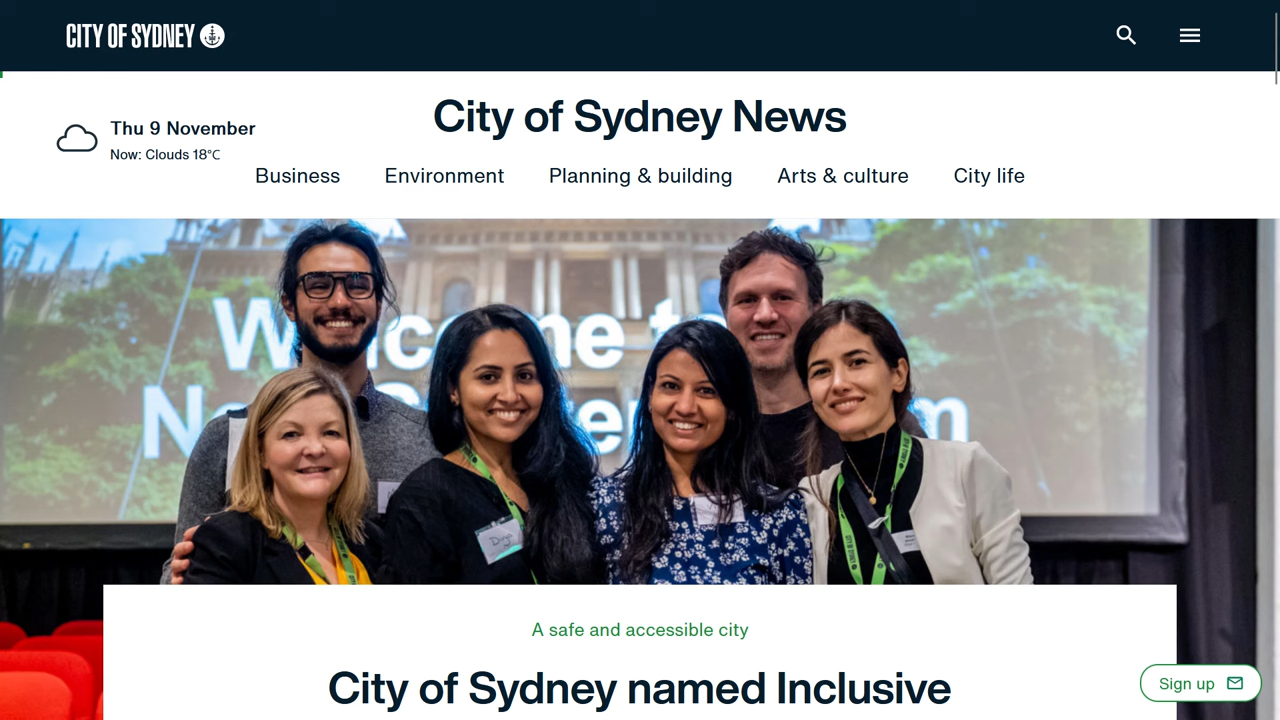 CITY OF SYDNEY
Thu 9 November
Now: Clouds 18°C
City of Sydney News
Business Environment Planning & building Arts & culture City life
A safe and accessible city
City of Sydney named Inclusive
Sign up